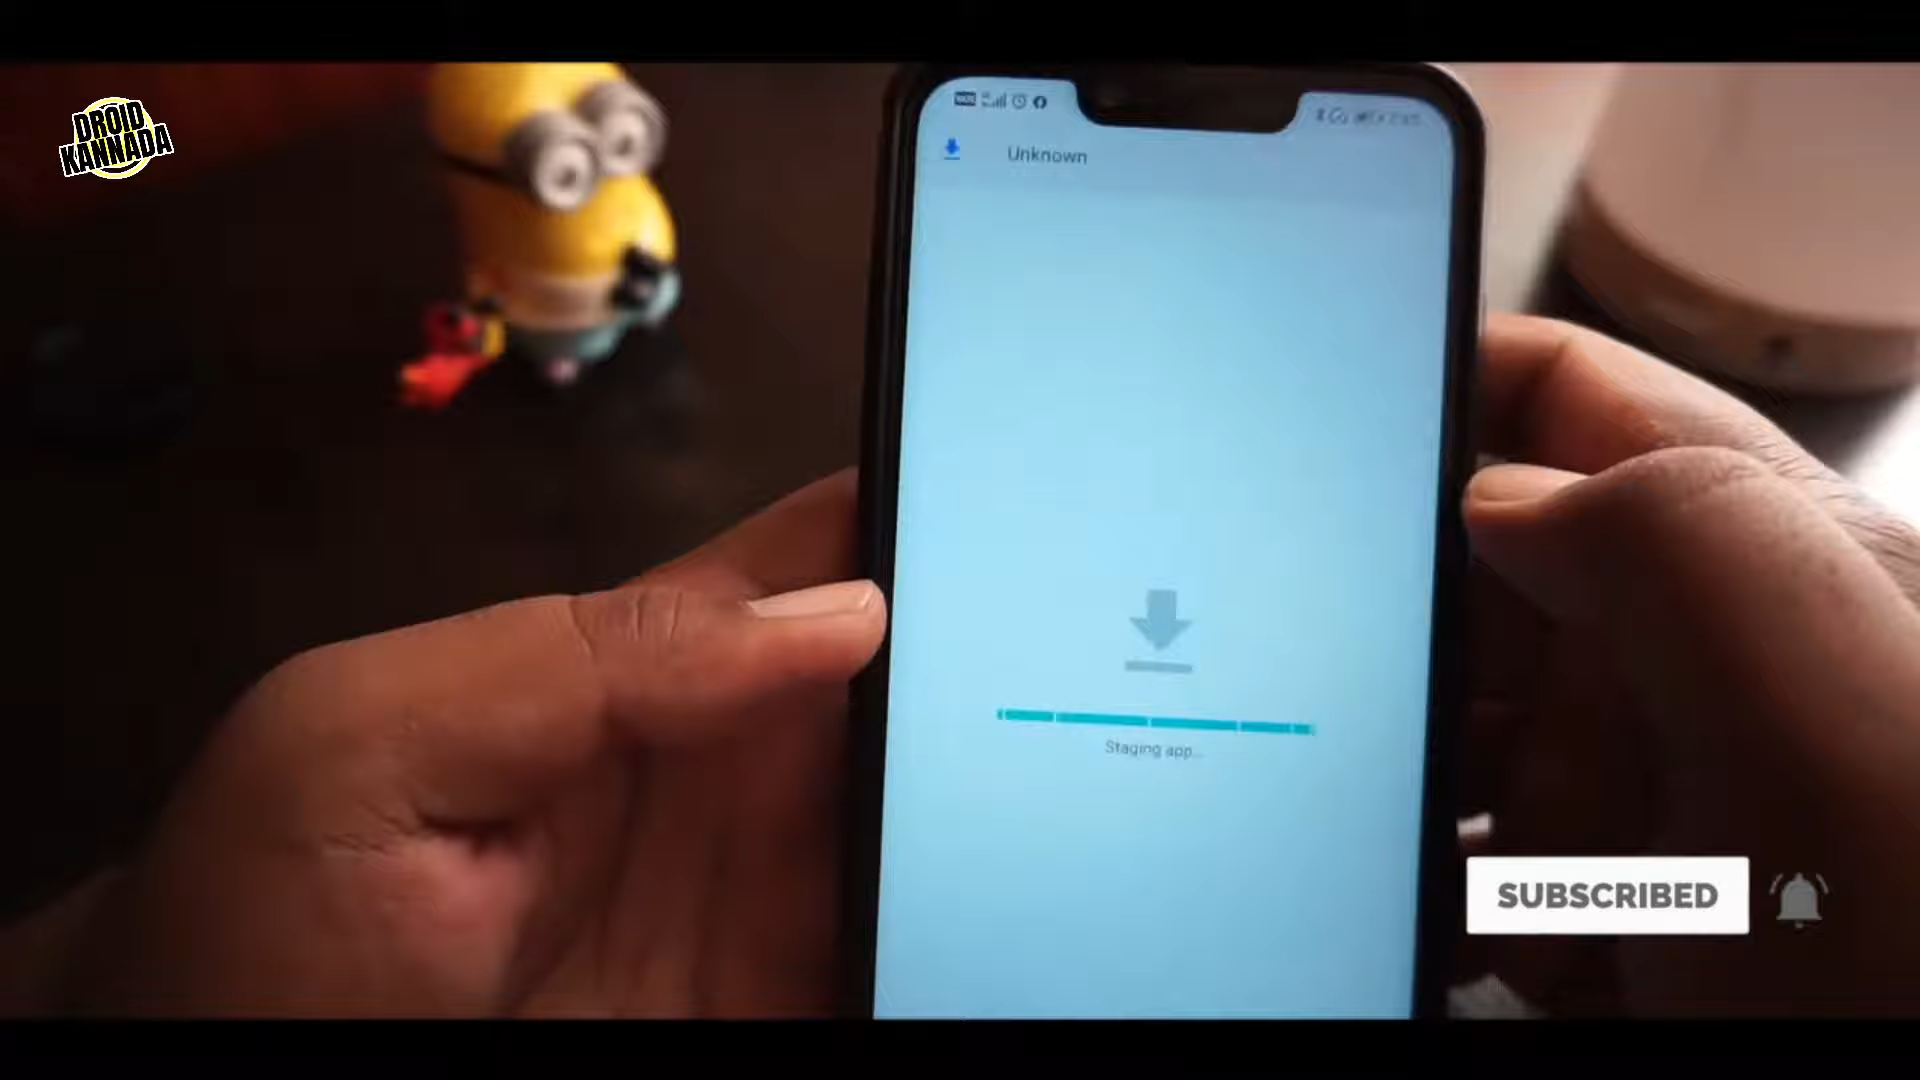 DROID
KANNADA
Unknown
Staging app...
SUBSCRIBED